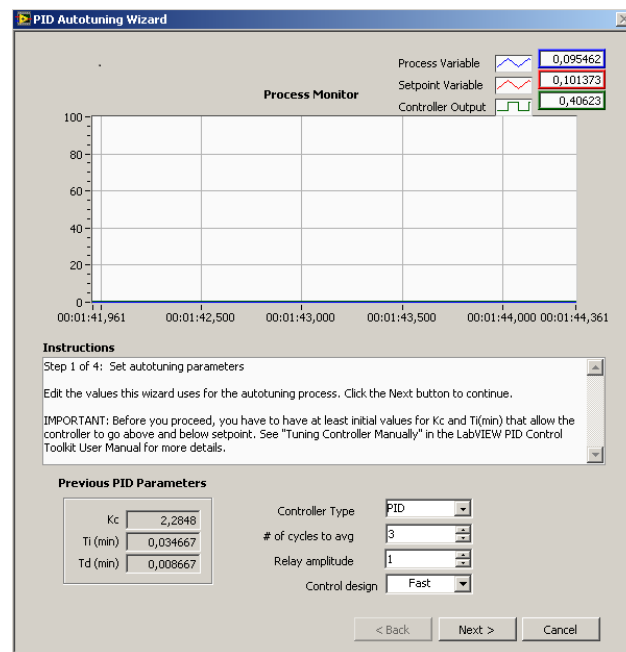 PID Autotuning Wizard
Process Variable 0,095462
Setpoint Variable 0,101373
Controller Output 0,40623
Process Monitor
100
80
60
40
20
0
00:01:41,961 00:01:42,500 00:01:43,000 00:01:43,500 00:01:44,000 00:01:44,361
Instructions
Step 1 of 4: Set autotuning parameters
Edit the values this wizard uses for the autotuning process. Click the Next button to continue.
IMPORTANT: Before you proceed, you have to have at least initial values for Kc and Ti(min) that allow the
controller to go above and below setpoint. See "Tuning Controller Manually" in the LabVIEW PID Control
Toolkit User Manual for more details.
Previous PID Parameters
Kc 2,2848
Ti (min) 0,034667
Td (min) 0,008667
Controller Type PID
# of cycles to avg 3
Relay amplitude 1
Control design Fast
< Back Next > Cancel